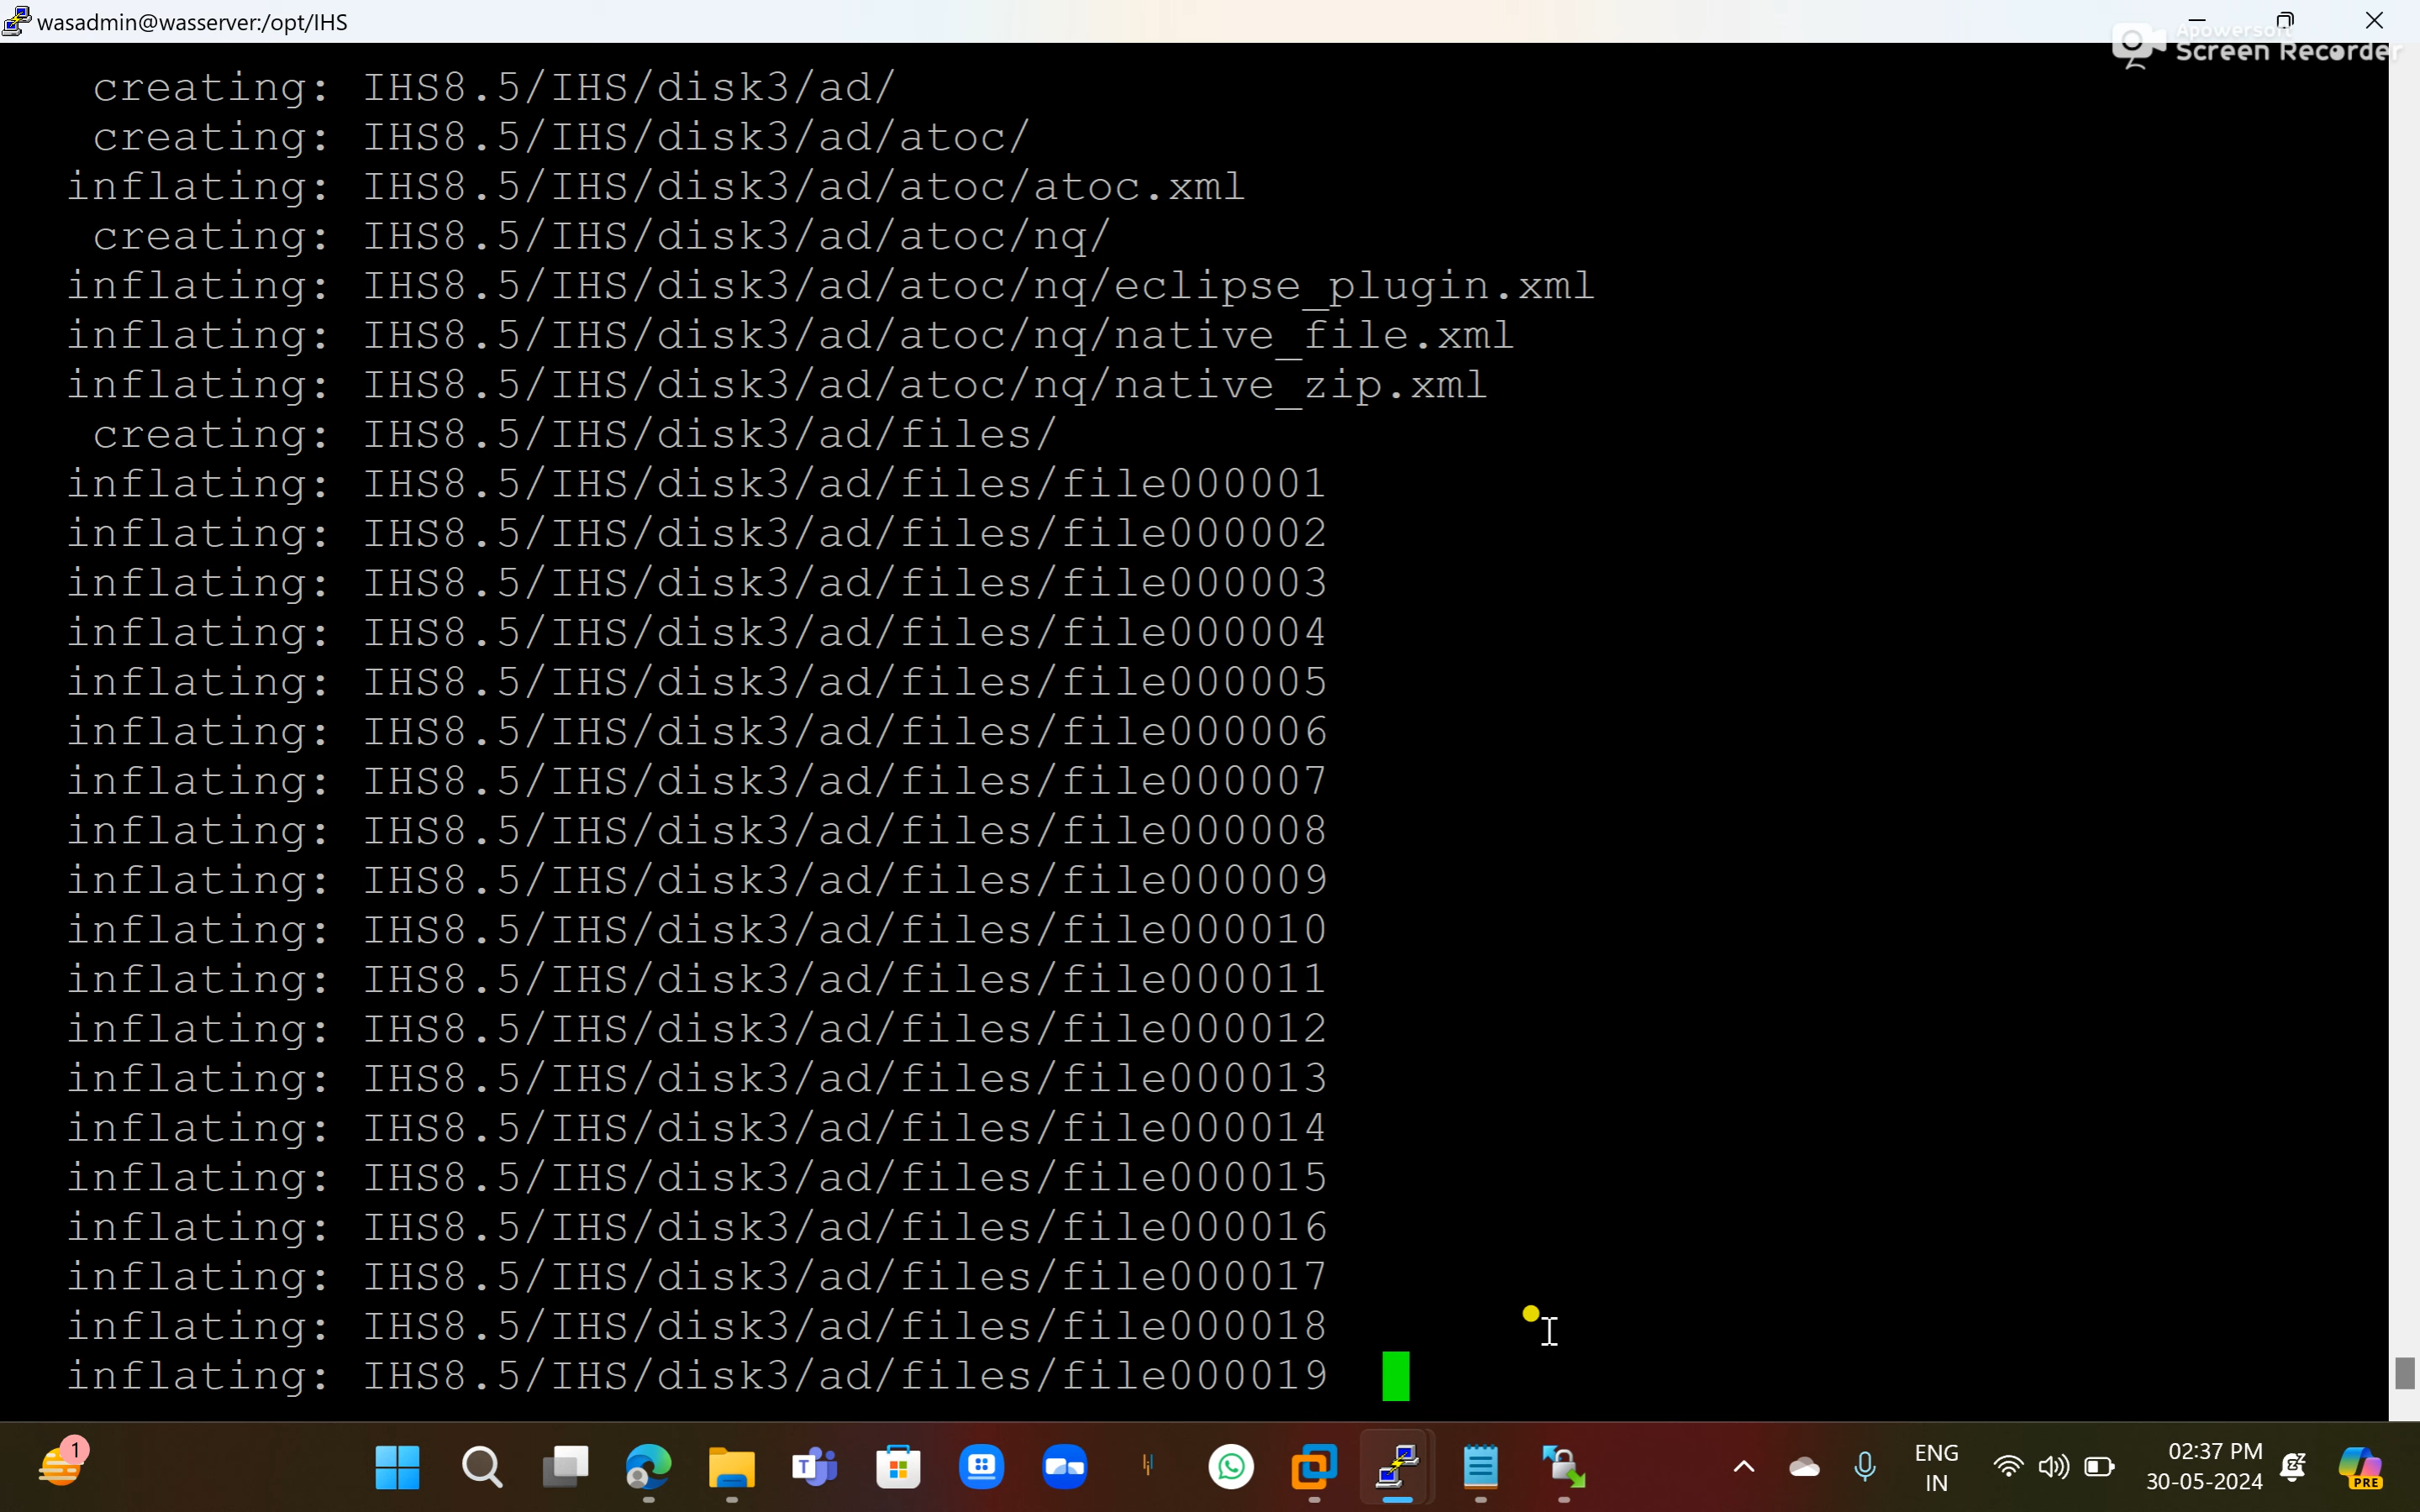 wasadmin@wasserver:/opt/IHS
Apowersoft
Screen Recorder
creating: IHS8.5/IHS/disk3/ad/
creating: IHS8.5/IHS/disk3/ad/atoc/
inflating: IHS8.5/IHS/disk3/ad/atoc/atoc.xml
creating: IHS8.5/IHS/disk3/ad/atoc/nq/
inflating: IHS8.5/IHS/disk3/ad/atoc/nq/eclipse_plugin.xml
inflating: IHS8.5/IHS/disk3/ad/atoc/nq/native_file.xml
inflating: IHS8.5/IHS/disk3/ad/atoc/nq/native_zip.xml
creating: IHS8.5/IHS/disk3/ad/files/
inflating: IHS8.5/IHS/disk3/ad/files/file000001
inflating: IHS8.5/IHS/disk3/ad/files/file000002
inflating: IHS8.5/IHS/disk3/ad/files/file000003
inflating: IHS8.5/IHS/disk3/ad/files/file000004
inflating: IHS8.5/IHS/disk3/ad/files/file000005
inflating: IHS8.5/IHS/disk3/ad/files/file000006
inflating: IHS8.5/IHS/disk3/ad/files/file000007
inflating: IHS8.5/IHS/disk3/ad/files/file000008
inflating: IHS8.5/IHS/disk3/ad/files/file000009
inflating: IHS8.5/IHS/disk3/ad/files/file000010
inflating: IHS8.5/IHS/disk3/ad/files/file000011
inflating: IHS8.5/IHS/disk3/ad/files/file000012
inflating: IHS8.5/IHS/disk3/ad/files/file000013
inflating: IHS8.5/IHS/disk3/ad/files/file000014
inflating: IHS8.5/IHS/disk3/ad/files/file000015
inflating: IHS8.5/IHS/disk3/ad/files/file000016
inflating: IHS8.5/IHS/disk3/ad/files/file000017
inflating: IHS8.5/IHS/disk3/ad/files/file000018
inflating: IHS8.5/IHS/disk3/ad/files/file000019
1
ENG
IN
02:37 PM
30-05-2024
PRE